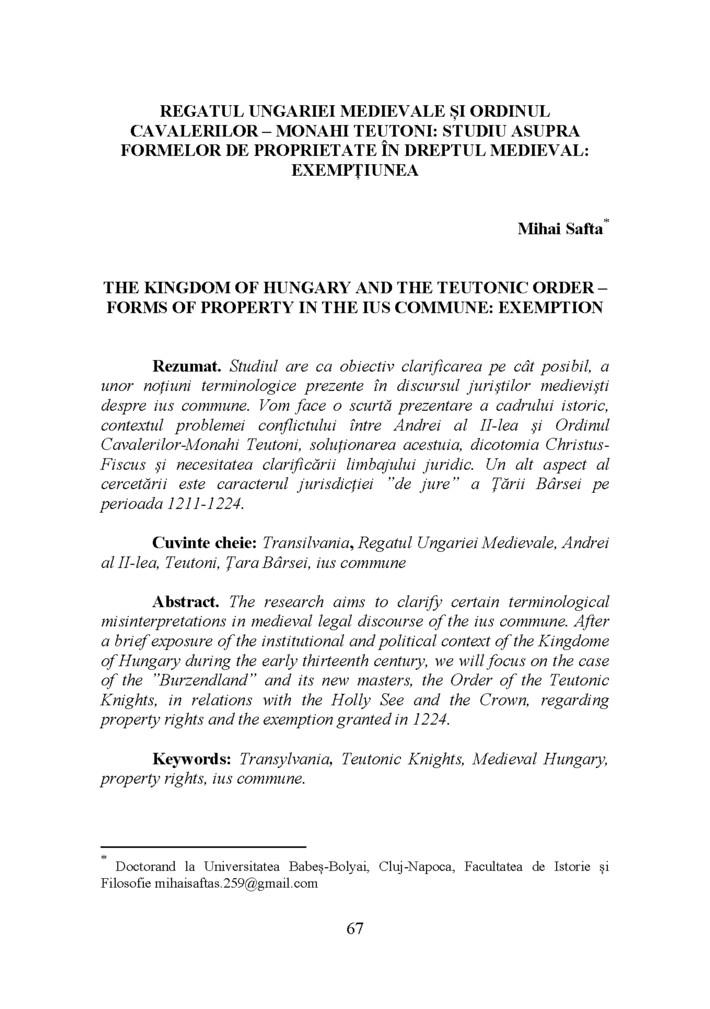 REGATUL UNGARIEI MEDIEVALE ȘI ORDINUL
CAVALERILOR – MONAHI TEUTONI: STUDIU ASUPRA
FORMELOR DE PROPRIETATE ÎN DREPTUL MEDIEVAL:
EXEMPȚIUNEA
Mihai Safta*
THE KINGDOM OF HUNGARY AND THE TEUTONIC ORDER –
FORMS OF PROPERTY IN THE IUS COMMUNE: EXEMPTION
Rezumat. Studiul are ca obiectiv clarificarea pe cât posibil, a
unor noțiuni terminologice prezente în discursul juriștilor medieviști
despre ius commune. Vom face o scurtă prezentare a cadrului istoric,
contextul problemei conflictului între Andrei al II-lea şi Ordinul
Cavalerilor-Monahi Teutoni, soluționarea acestuia, dicotomia Christus-
Fiscus şi necesitatea clarificării limbajului juridic. Un alt aspect al
cercetării este caracterul jurisdicției ”de jure” a Ţării Bârsei pe
perioada 1211-1224.
Cuvinte cheie: Transilvania, Regatul Ungariei Medievale, Andrei
al II-lea, Teutoni, Ţara Bârsei, ius commune
Abstract. The research aims to clarify certain terminological
misinterpretations in medieval legal discourse of the ius commune. After
a brief exposure of the institutional and political context of the Kingdome
of Hungary during the early thirteenth century, we will focus on the case
of the ”Burzendland” and its new masters, the Order of the Teutonic
Knights, in relations with the Holly See and the Crown, regarding
property rights and the exemption granted in 1224.
Keywords: Transylvania, Teutonic Knights, Medieval Hungary,
property rights, ius commune.
* Doctorand la Universitatea Babeș-Bolyai, Cluj-Napoca, Facultatea de Istorie și
Filosofie mihaisaftas.259@gmail.com
67